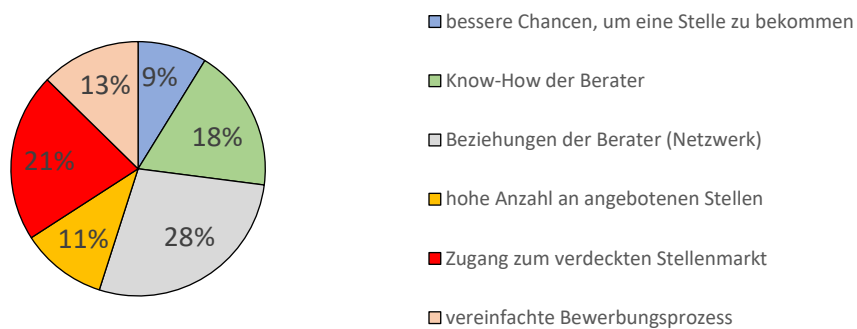 9%
18%
28%
11%
21%
13%
bessere Chancen, um eine Stelle zu bekommen
Know-How der Berater
Beziehungen der Berater (Netzwerk)
hohe Anzahl an angebotenen Stellen
Zugang zum verdeckten Stellenmarkt
vereinfachte Bewerbungsprozess